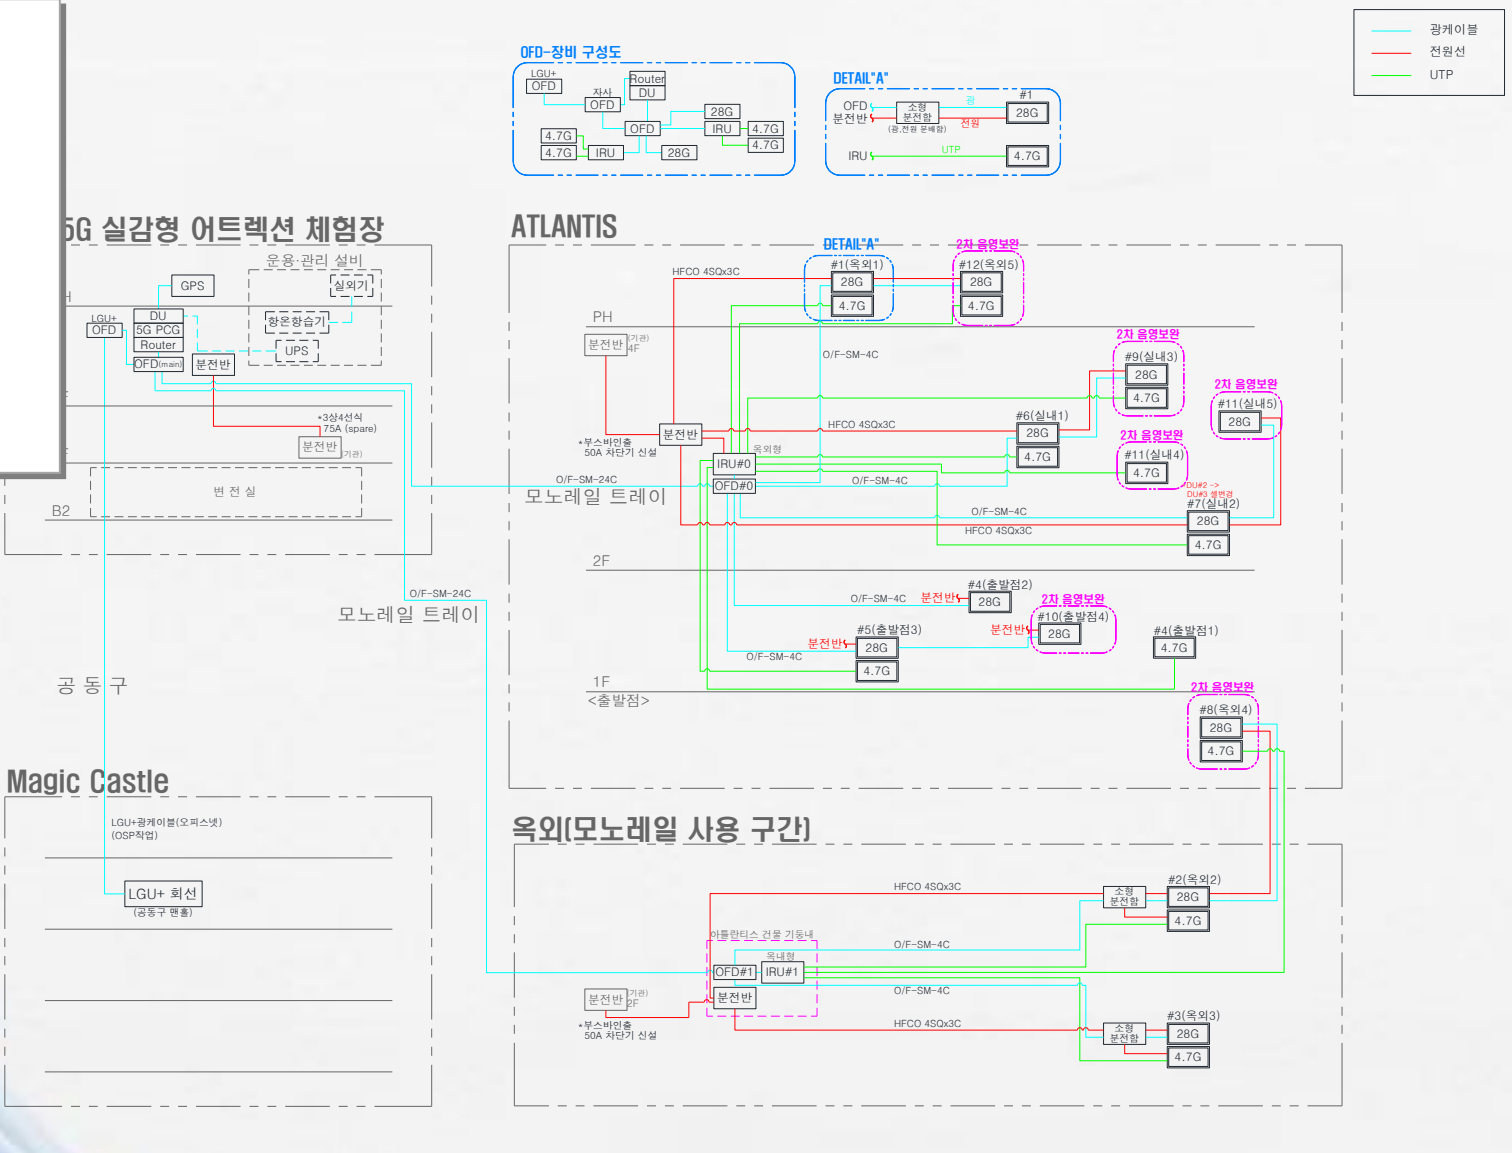 광케이블
전원선
UTP
OFD-장비 구성도
LGU+
OFD
자사
OFD
Router
DU
28G
OFD
IRU
4.7G
4.7G
4.7G
4.7G
IRU
28G
DETAIL"A"
OFD
분전반
소형
분전함
(광,전원 분배함)
광
전원
#1
28G
IRU
UTP
4.7G
5G 실감형 어트렉션 체험장
운용·관리 설비
실외기
항온항습기
UPS
GPS
LGU+
OFD
DU
5G PCG
Router
OFD(main)
분전반
*3상4선식
75A (spare)
분전반
(기관)
변 전 실
B2
O/F-SM-24C
모노레일 트레이
O/F-SM-24C
모노레일 트레이
공 동 구
Magic Castle
LGU+광케이블(오피스넷)
(OSP작업)
LGU+ 회선
(공동구 맨홀)
ATLANTIS
DETAIL"A"
#1(옥외1)
28G
4.7G
2차 음영보완
#12(옥외5)
28G
4.7G
HFCO 4SQx3C
PH
분전반
(기관)
4F
O/F-SM-4C
2차 음영보완
#9(실내3)
28G
4.7G
2차 음영보완
#11(실내5)
28G
분전반
*부스바인출
50A 차단기 신설
HFCO 4SQx3C
#6(실내1)
28G
4.7G
2차 음영보완
#11(실내4)
4.7G
옥외형
IRU#0
OFD#0
O/F-SM-4C
DU#2 ->
DU#3 셀변경
#7(실내2)
28G
4.7G
O/F-SM-4C
HFCO 4SQx3C
2F
#4(출발점2)
O/F-SM-4C
분전반
28G
2차 음영보완
#10(출발점4)
분전반
28G
#5(출발점3)
분전반
28G
4.7G
O/F-SM-4C
#4(출발점1)
4.7G
1F
<출발점>
2차 음영보완
#8(옥외4)
28G
4.7G
옥외(모노레일 사용 구간)
HFCO 4SQx3C
소형
분전함
#2(옥외2)
28G
4.7G
아틀란티스 건물 기둥내
옥내형
OFD#1
IRU#1
분전반
O/F-SM-4C
O/F-SM-4C
분전반
(기관)
2F
*부스바인출
50A 차단기 신설
HFCO 4SQx3C
소형
분전함
#3(옥외3)
28G
4.7G